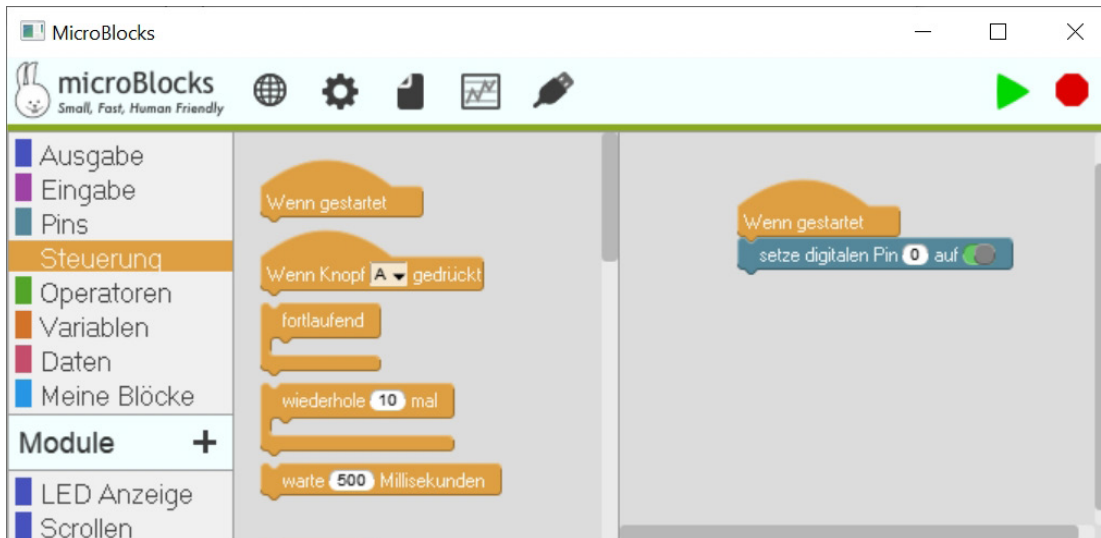 MicroBlocks
microBlocks
Small, Fast, Human Friendly
Ausgabe
Eingabe
Pins
Steuerung
Operatoren
Variablen
Daten
Meine Blöcke
Module +
LED Anzeige
Scrollen
Wenn gestartet
Wenn Knopf A gedrückt
fortlaufend
wiederhole 10 mal
warte 500 Millisekunden
Wenn gestartet
setze digitalen Pin 0 auf